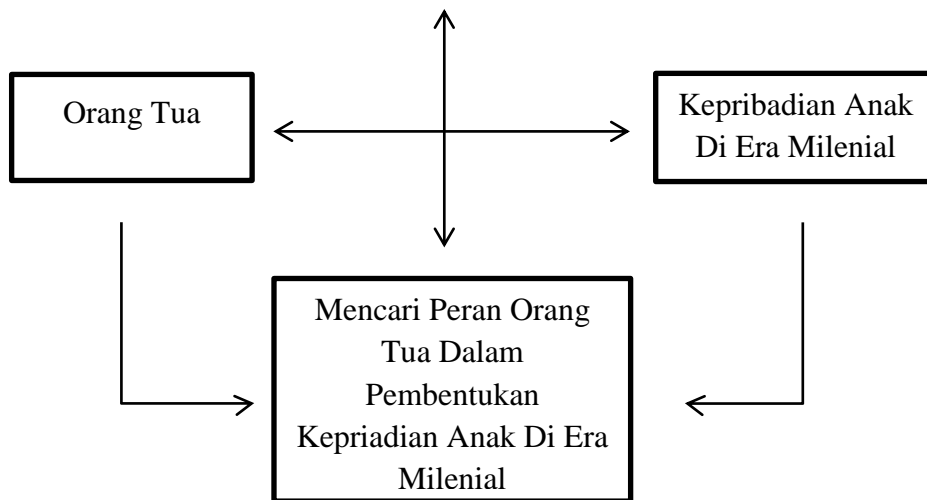 Orang Tua
Kepribadian Anak
Di Era Milenial
Mencari Peran Orang
Tua Dalam
Pembentukan
Kepriadian Anak Di Era
Milenial